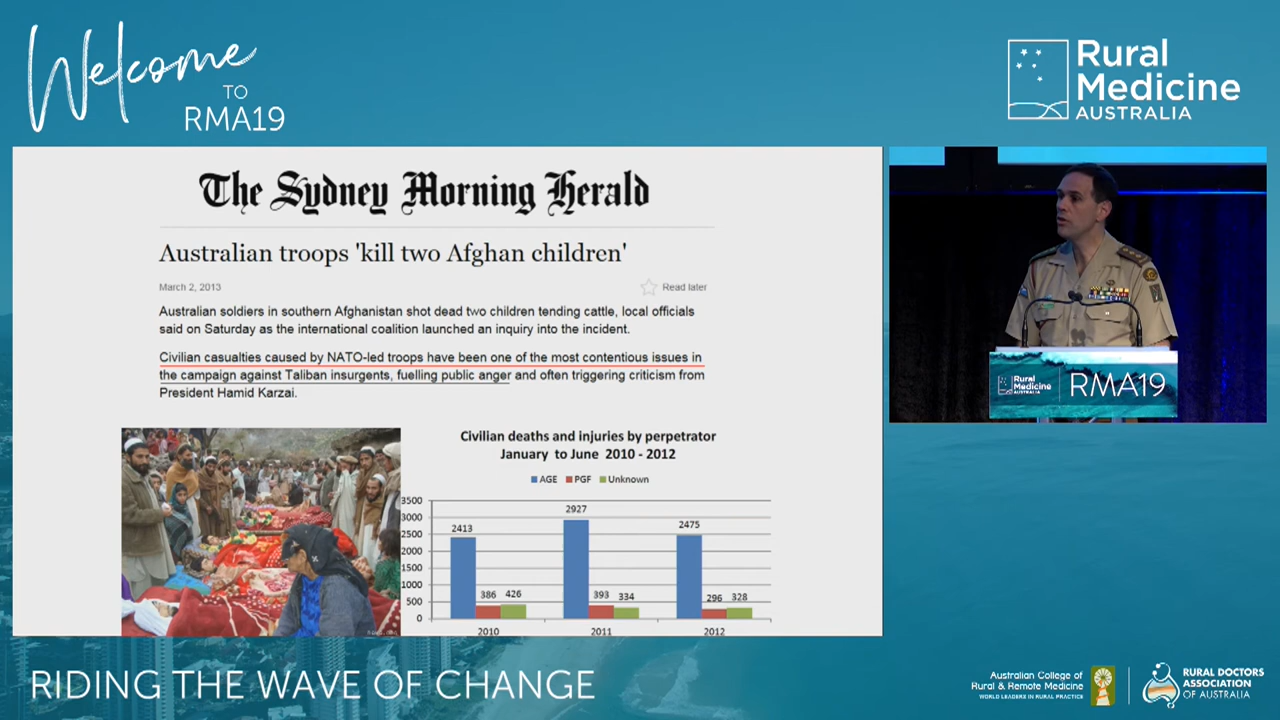 Welcome
TO
RMA19
Rural
Medicine
AUSTRALIA
The Sydney Morning Herald
Australian troops 'kill two Afghan children'
March 2, 2013
Read later
Australian soldiers in southern Afghanistan shot dead two children tending cattle, local officials
said on Saturday as the international coalition launched an inquiry into the incident.
Civilian casualties caused by NATO-led troops have been one of the most contentious issues in
the campaign against Taliban insurgents, fuelling public anger and often triggering criticism from
President Hamid Karzai.
Civilian deaths and injuries by perpetrator
January to June 2010 - 2012
AGE PGF Unknown
3500
3000
2500
2000
1500
1000
500
0
2413
386
426
2927
393
334
2475
296
328
2010
2011
2012
Rural
Medicine
AUSTRALIA
RMA19
RIDING THE WAVE OF CHANGE
Australian College of
Rural & Remote Medicine
WORLD LEADERS IN RURAL PRACTICE
RURAL DOCTORS
ASSOCIATION
OF AUSTRALIA